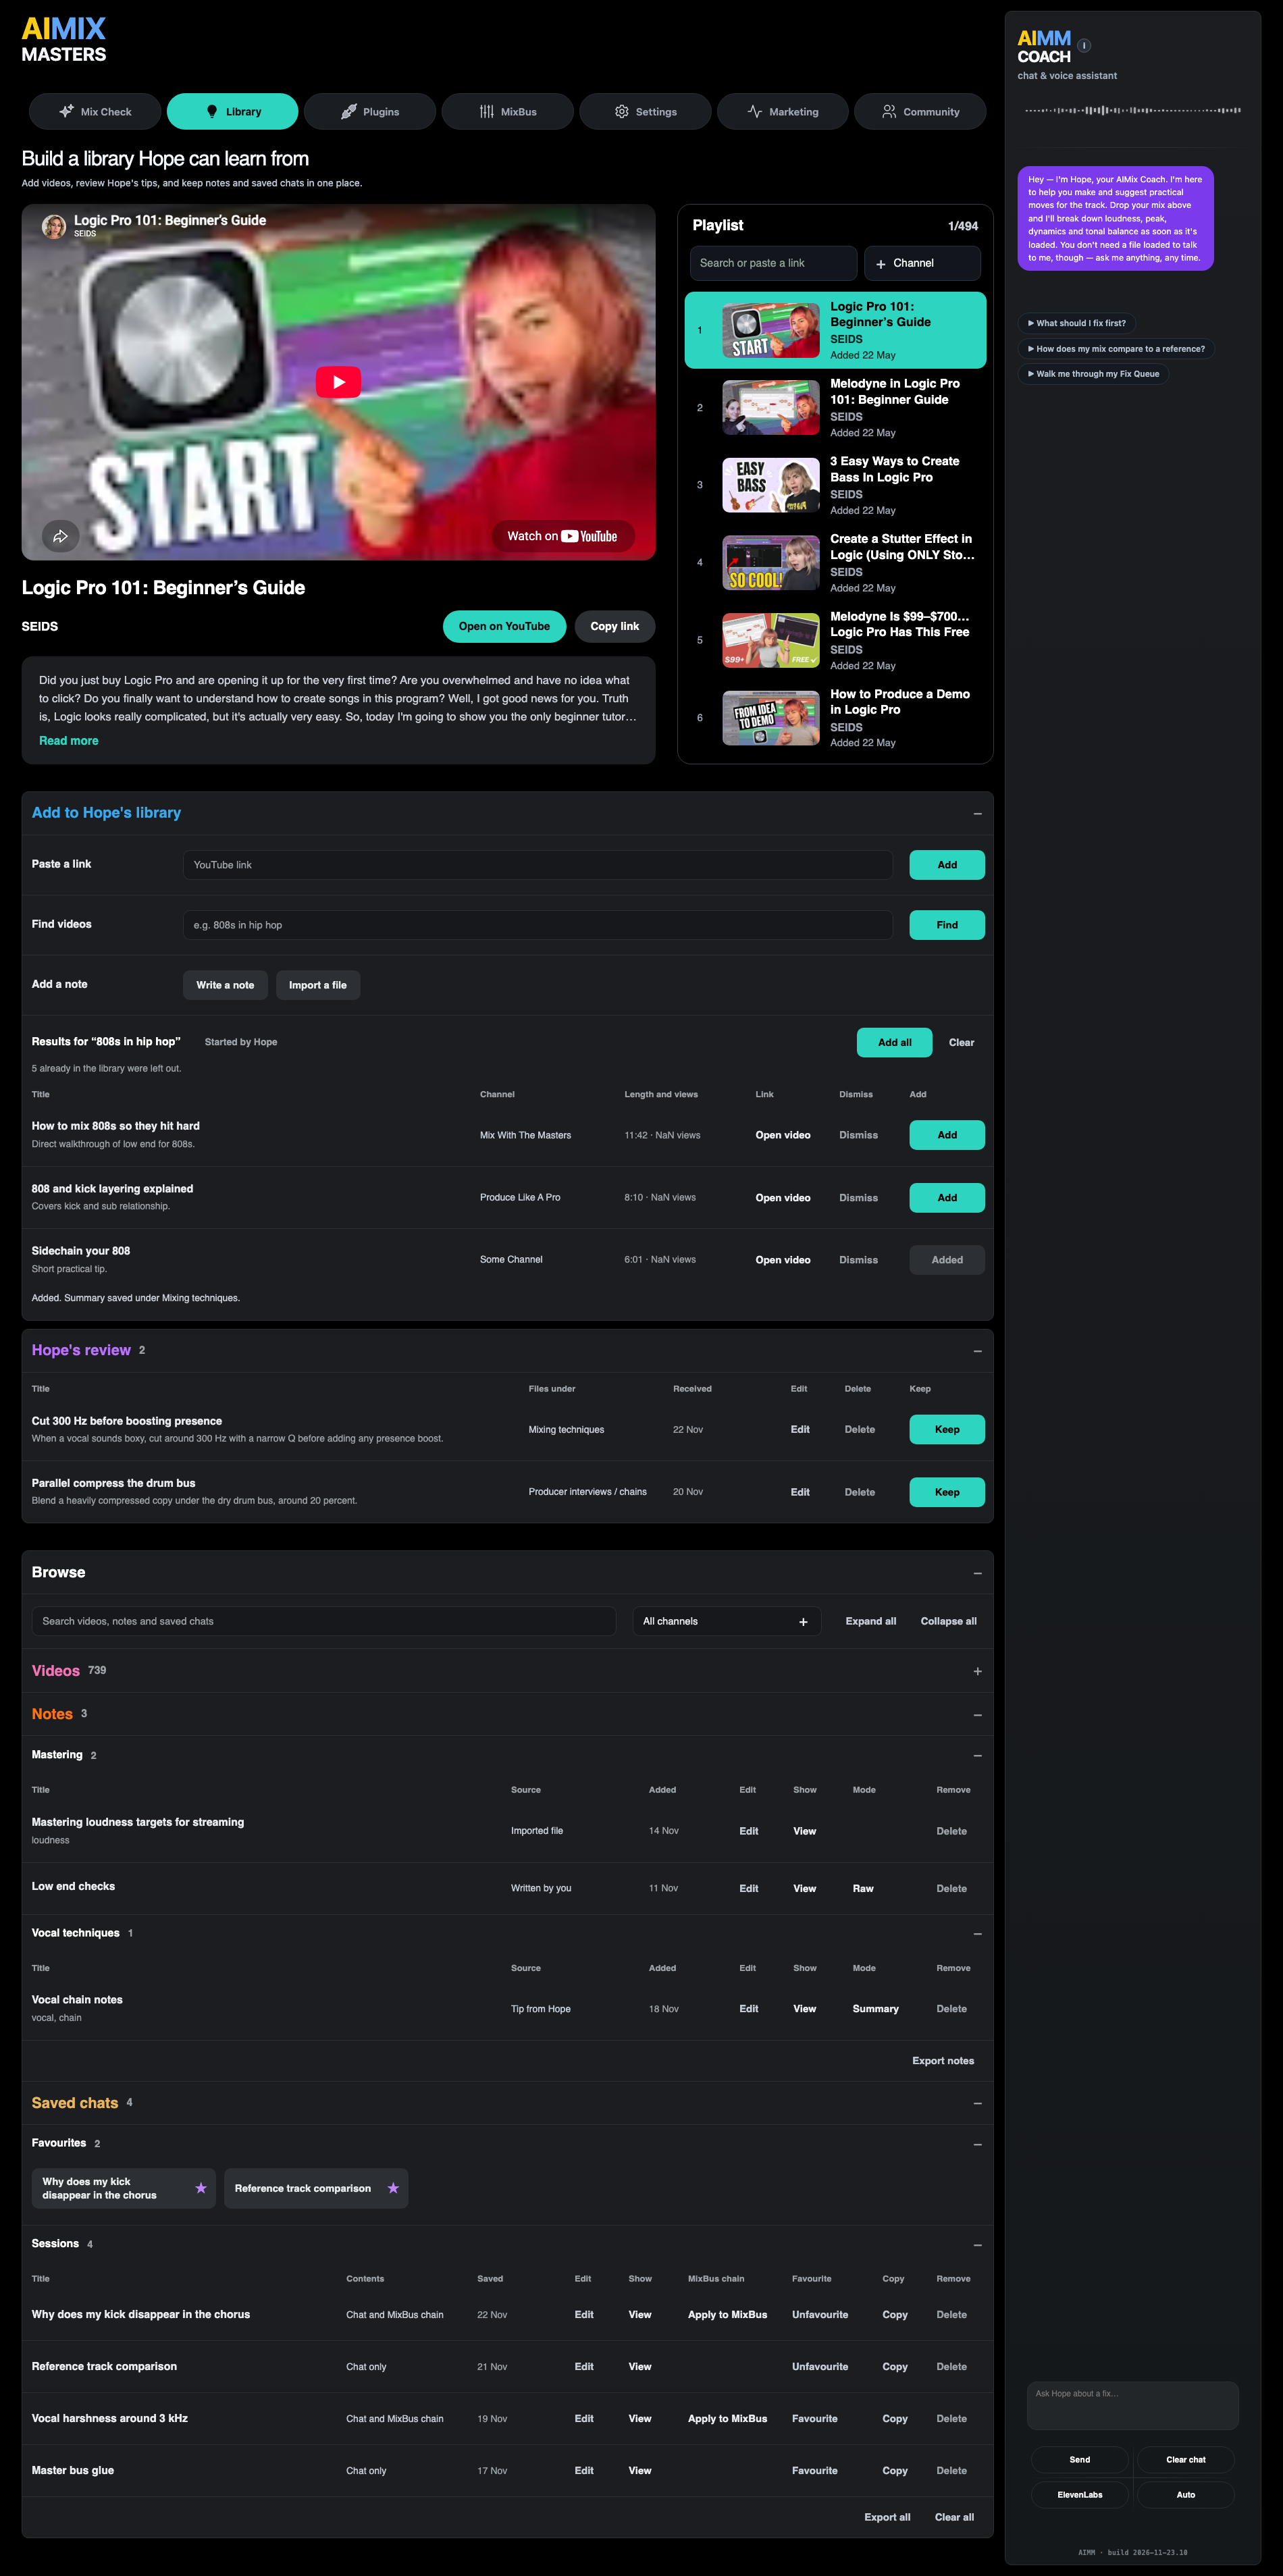 AIMIX
MASTERS
Mix Check
Library
Plugins
MixBus
Settings
Marketing
Community
Build a library Hope can learn from
Add videos, review Hope's tips, and keep notes and saved chats in one place.
Logic Pro 101: Beginner's Guide
SEIDS
START
Watch on YouTube
Logic Pro 101: Beginner’s Guide
SEIDS
Open on YouTube
Copy link
Did you just buy Logic Pro and are opening it up for the very first time? Are you overwhelmed and have no idea what
to click? Do you finally want to understand how to create songs in this program? Well, I got good news for you. Truth
is, Logic looks really complicated, but it's actually very easy. So, today I'm going to show you the only beginner tutor…
Read more
Playlist
1/494
Search or paste a link
+ Channel
1
START
Logic Pro 101:
Beginner's Guide
SEIDS
Added 22 May
2
Melodyne in Logic Pro
101: Beginner Guide
SEIDS
Added 22 May
3
EASY
BASS
3 Easy Ways to Create
Bass In Logic Pro
SEIDS
Added 22 May
4
SO COOL!
Create a Stutter Effect in
Logic (Using ONLY Sto…
SEIDS
Added 22 May
5
$99+
FREE
Melodyne Is $99–$700…
Logic Pro Has This Free
SEIDS
Added 22 May
6
FROM IDEA
TO DEMO
How to Produce a Demo
in Logic Pro
SEIDS
Added 22 May
Add to Hope's library
Paste a link
YouTube link
Add
Find videos
e.g. 808s in hip hop
Find
Add a note
Write a note
Import a file
Results for “808s in hip hop”
Started by Hope
Add all
Clear
5 already in the library were left out.
Title
Channel
Length and views
Link
Dismiss
Add
How to mix 808s so they hit hard
Direct walkthrough of low end for 808s.
Mix With The Masters
11:42 · NaN views
Open video
Dismiss
Add
808 and kick layering explained
Covers kick and sub relationship.
Produce Like A Pro
8:10 · NaN views
Open video
Dismiss
Add
Sidechain your 808
Short practical tip.
Some Channel
6:01 · NaN views
Open video
Dismiss
Added
Added. Summary saved under Mixing techniques.
Hope's review 2
Title
Files under
Received
Edit
Delete
Keep
Cut 300 Hz before boosting presence
When a vocal sounds boxy, cut around 300 Hz with a narrow Q before adding any presence boost.
Mixing techniques
22 Nov
Edit
Delete
Keep
Parallel compress the drum bus
Blend a heavily compressed copy under the dry drum bus, around 20 percent.
Producer interviews / chains
20 Nov
Edit
Delete
Keep
Browse
Search videos, notes and saved chats
All channels
Expand all
Collapse all
Videos 739
Notes 3
Mastering 2
Title
Source
Added
Edit
Show
Mode
Remove
Mastering loudness targets for streaming
loudness
Imported file
14 Nov
Edit
View
Delete
Low end checks
Written by you
11 Nov
Edit
View
Raw
Delete
Vocal techniques 1
Title
Source
Added
Edit
Show
Mode
Remove
Vocal chain notes
vocal, chain
Tip from Hope
18 Nov
Edit
View
Summary
Delete
Export notes
Saved chats 4
Favourites 2
Why does my kick
disappear in the chorus
Reference track comparison
Sessions 4
Title
Contents
Saved
Edit
Show
MixBus chain
Favourite
Copy
Remove
Why does my kick disappear in the chorus
Chat and MixBus chain
22 Nov
Edit
View
Apply to MixBus
Unfavourite
Copy
Delete
Reference track comparison
Chat only
21 Nov
Edit
View
Unfavourite
Copy
Delete
Vocal harshness around 3 kHz
Chat and MixBus chain
19 Nov
Edit
View
Apply to MixBus
Favourite
Copy
Delete
Master bus glue
Chat only
17 Nov
Edit
View
Favourite
Copy
Delete
Export all
Clear all
AIMM
COACH
i
chat & voice assistant
Hey — I'm Hope, your AIMix Coach. I'm here
to help you make and suggest practical
moves for the track. Drop your mix above
and I'll break down loudness, peak,
dynamics and tonal balance as soon as it's
loaded. You don't need a file loaded to talk
to me, though — ask me anything, any time.
What should I fix first?
How does my mix compare to a reference?
Walk me through my Fix Queue
Ask Hope about a fix...
Send
Clear chat
ElevenLabs
Auto
AIMM · build 2026-11-23.10